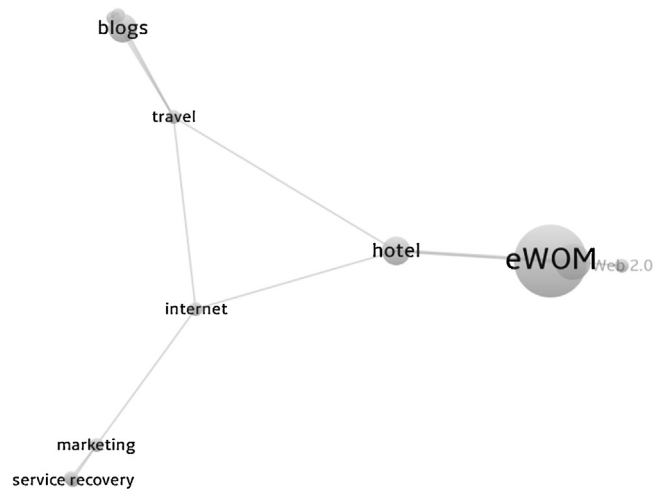 blogs
travel
hotel
eWOM
Web 2.0
internet
marketing
service recovery